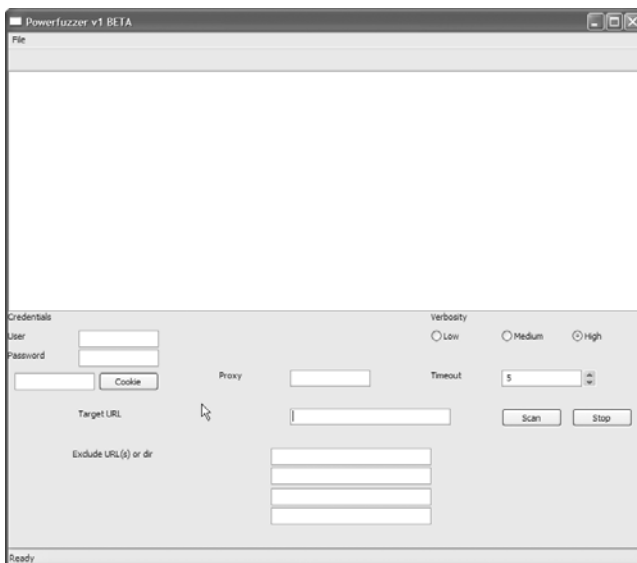 Powerfuzzer v1 BETA
File
Credentials
Verbosity
User
Low
Medium
High
Password
Cookie
Proxy
Timeout
5
Target URL
Scan
Stop
Exclude URL(s) or dir
Ready